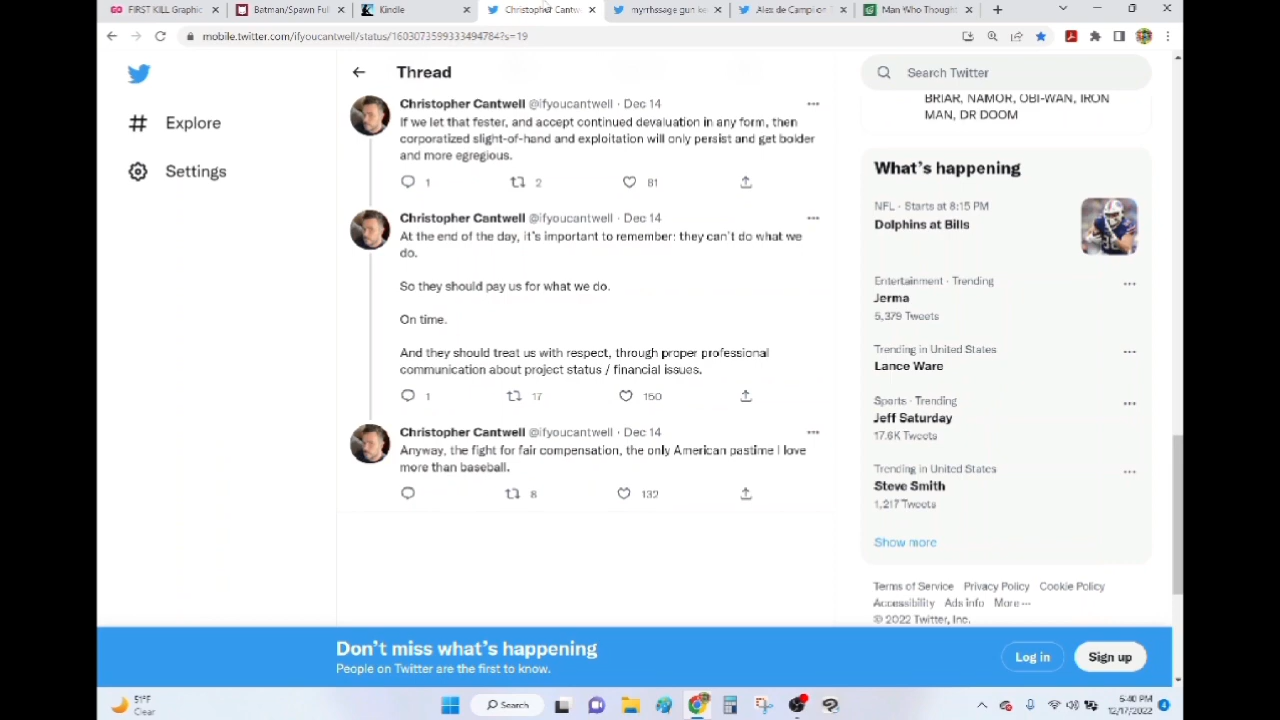 FIRST KILL Graphic
Batman/Spawn Full
Kindle
Christopher Cantw
myrrhssage gun ke
Alex de Campi on
Man Who Thought
mobile.twitter.com/ifyoucantwell/status/1603073599333494784?s=19
Explore
Settings
Thread
Christopher Cantwell @ifyoucantwell · Dec 14
If we let that fester, and accept continued devaluation in any form, then
corporatized slight-of-hand and exploitation will only persist and get bolder
and more egregious.
1 2 81
Christopher Cantwell @ifyoucantwell · Dec 14
At the end of the day, it's important to remember: they can't do what we
do.
So they should pay us for what we do.
On time.
And they should treat us with respect, through proper professional
communication about project status / financial issues.
1 17 150
Christopher Cantwell @ifyoucantwell · Dec 14
Anyway, the fight for fair compensation, the only American pastime I love
more than baseball.
8 132
Search Twitter
BRIAR, NAMOR, OBI-WAN, IRON
MAN, DR DOOM
What's happening
NFL · Starts at 8:15 PM
Dolphins at Bills
Entertainment · Trending
Jerma
5,379 Tweets
Trending in United States
Lance Ware
Sports · Trending
Jeff Saturday
17.6K Tweets
Trending in United States
Steve Smith
1,217 Tweets
Show more
Terms of Service Privacy Policy Cookie Policy
Accessibility Ads info More ···
© 2022 Twitter, Inc.
Don't miss what's happening
People on Twitter are the first to know.
Log in
Sign up
51°F
Clear
Search
5:40 PM
12/17/2022
4